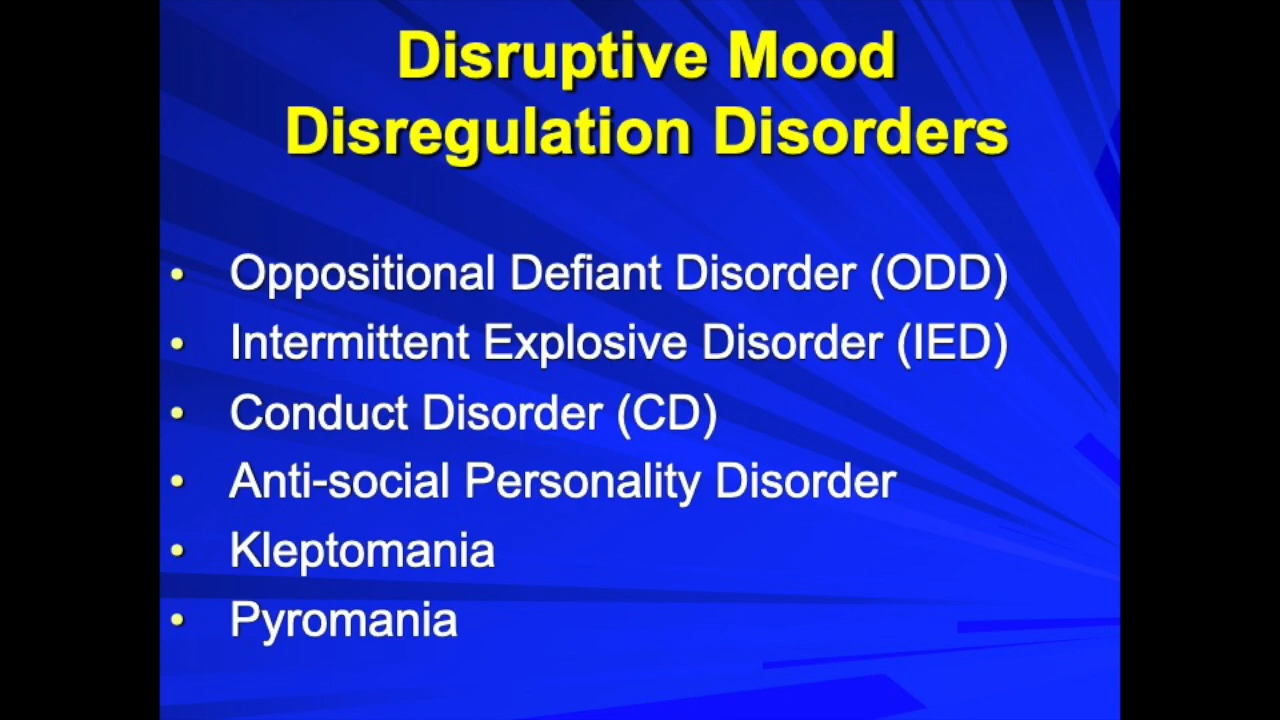 Disruptive Mood
Disregulation Disorders
• Oppositional Defiant Disorder (ODD)
• Intermittent Explosive Disorder (IED)
• Conduct Disorder (CD)
• Anti-social Personality Disorder
• Kleptomania
• Pyromania